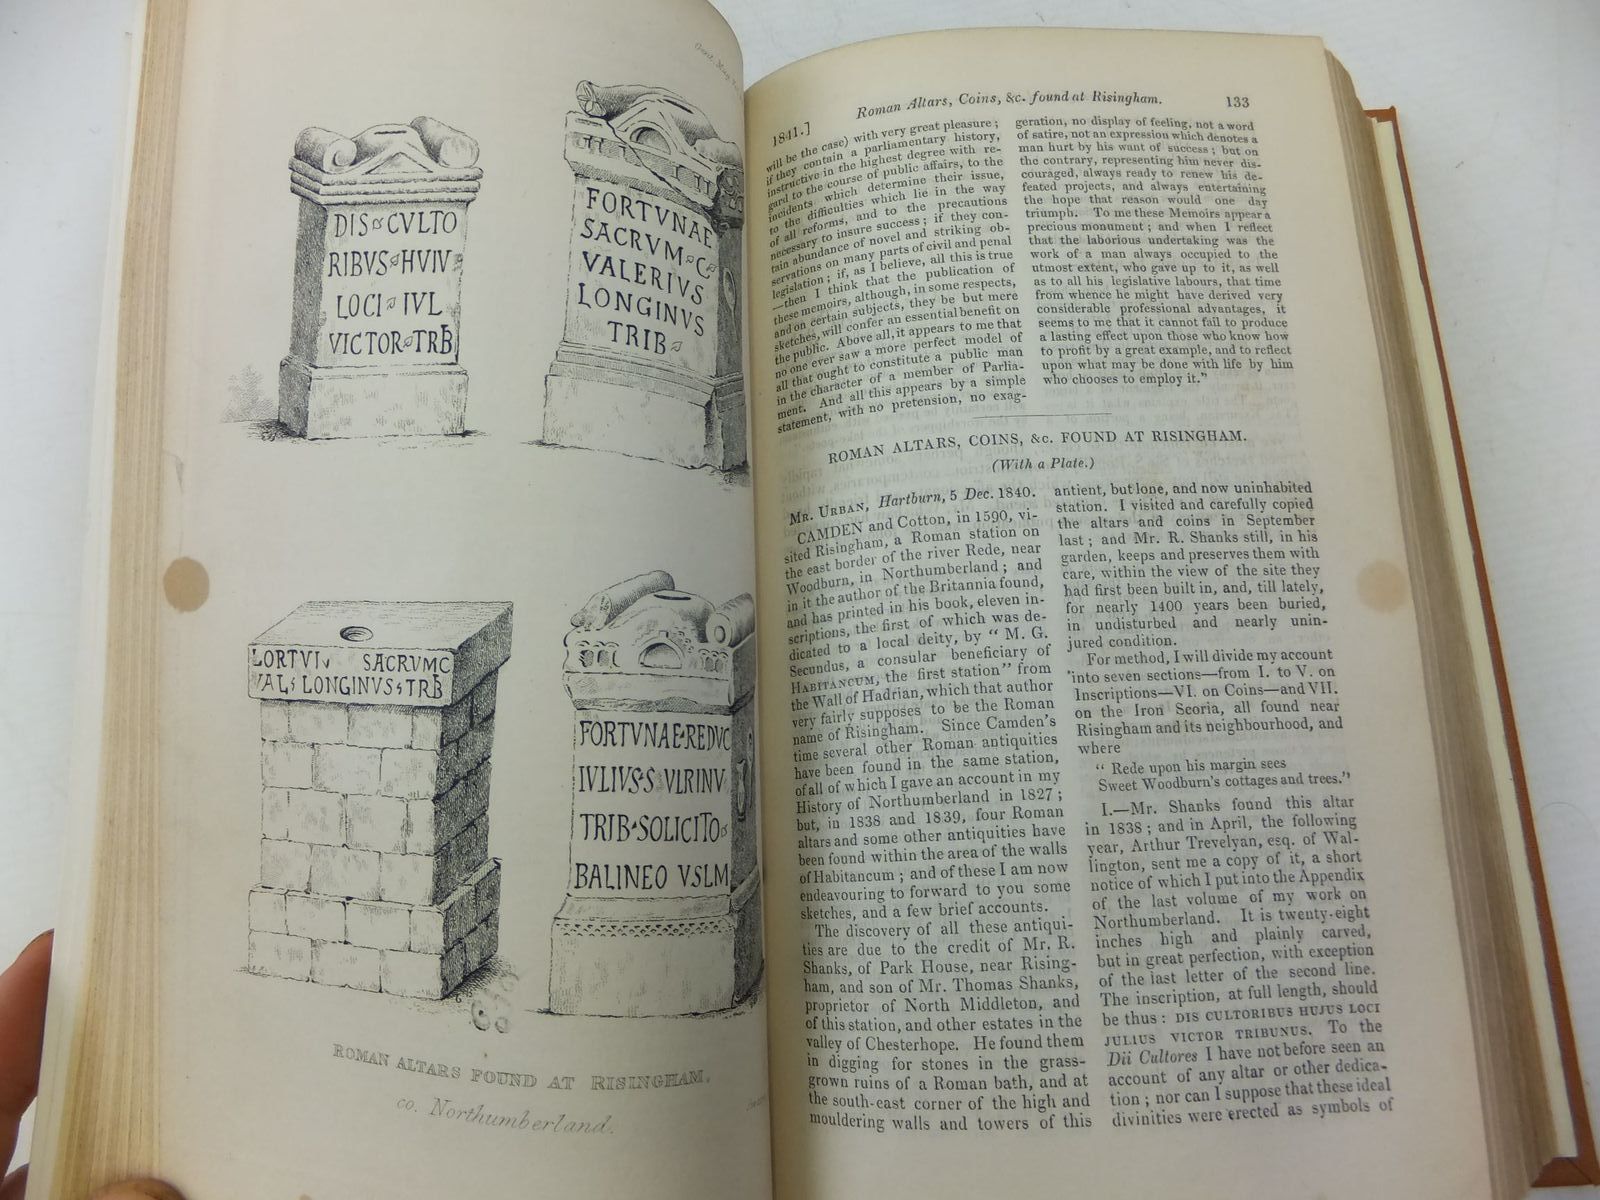 Gent. Mag.
DIS CVLTO
RIBVS HVIV
LOCI IVL
VICTOR TRB
FORTVNAE
SACRVM C
VALERIVS
LONGINVS
TRIB
SACRVMC
VAL LONGINVS TRB
FORTVNAE REDVC
IVLIVS S VLRINV
TRIB SOLICITO
BALINEO VSLM
ROMAN ALTARS FOUND AT RISINGHAM,
co. Northumberland.
1841.] Roman Altars, Coins, &c. found at Risingham. 133
will be the case) with very great pleasure;
if they contain a parliamentary history,
instructive in the highest degree with re-
gard to the course of public affairs, to the
incidents which determine their issue,
to the difficulties which lie in the way
of all reforms, and to the precautions
necessary to insure success; if they con-
tain abundance of novel and striking ob-
servations on many parts of civil and penal
legislation; if, as I believe, all this is true
—then I think that the publication of
these memoirs, although, in some respects,
and on certain subjects, they be but mere
sketches, will confer an essential benefit on
the public. Above all, it appears to me that
no one ever saw a more perfect model of
all that ought to constitute a public man
in the character of a member of Parlia-
ment. And all this appears by a simple
statement, with no pretension, no exag-
geration, no display of feeling, not a word
of satire, not an expression which denotes a
man hurt by his want of success; but on
the contrary, representing him never dis-
couraged, always ready to renew his de-
feated projects, and always entertaining
the hope that reason would one day
triumph. To me these Memoirs appear a
precious monument; and when I reflect
that the laborious undertaking was the
work of a man always occupied to the
utmost extent, who gave up to it, as well
as to all his legislative labours, that time
from whence he might have derived very
considerable professional advantages, it
seems to me that it cannot fail to produce
a lasting effect upon those who know how
to profit by a great example, and to reflect
upon what may be done with life by him
who chooses to employ it."
ROMAN ALTARS, COINS, &c. FOUND AT RISINGHAM.
(With a Plate.)
MR. URBAN, Hartburn, 5 Dec. 1840.
CAMDEN and Cotton, in 1590, vi-
sited Risingham, a Roman station on
the east border of the river Rede, near
Woodburn, in Northumberland; and
in it the author of the Britannia found,
and has printed in his book, eleven in-
scriptions, the first of which was de-
dicated to a local deity, by "M. G.
Secundus, a consular beneficiary of
HABITANCUM, the first station" from
the Wall of Hadrian, which that author
very fairly supposes to be the Roman
name of Risingham. Since Camden's
time several other Roman antiquities
have been found in the same station,
of all of which I gave an account in my
History of Northumberland in 1827;
but, in 1838 and 1839, four Roman
altars and some other antiquities have
been found within the area of the walls
of Habitancum; and of these I am now
endeavouring to forward to you some
sketches, and a few brief accounts.
The discovery of all these antiqui-
ties are due to the credit of Mr. R.
Shanks, of Park House, near Rising-
ham, and son of Mr. Thomas Shanks,
proprietor of North Middleton, and
of this station, and other estates in the
valley of Chesterhope. He found them
in digging for stones in the grass-
grown ruins of a Roman bath, and at
the south-east corner of the high and
mouldering walls and towers of this
antient, but lone, and now uninhabited
station. I visited and carefully copied
the altars and coins in September
last; and Mr. R. Shanks still, in his
garden, keeps and preserves them with
care, within the view of the site they
had first been built in, and, till lately,
for nearly 1400 years been buried,
in undisturbed and nearly unin-
jured condition.
For method, I will divide my account
into seven sections—from I. to V. on
Inscriptions—VI. on Coins—and VII.
on the Iron Scoria, all found near
Risingham and its neighbourhood, and
where
"Rede upon his margin sees
Sweet Woodburn's cottages and trees."
I.—Mr. Shanks found this altar
in 1838; and in April, the following
year, Arthur Trevelyan, esq. of Wal-
lington, sent me a copy of it, a short
notice of which I put into the Appendix
of the last volume of my work on
Northumberland. It is twenty-eight
inches high and plainly carved,
but in great perfection, with exception
of the last letter of the second line.
The inscription, at full length, should
be thus: DIS CULTORIBUS HUJUS LOCI
JULIUS VICTOR TRIBUNUS. To the
Dii Cultores I have not before seen an
account of any altar or other dedica-
tion; nor can I suppose that these ideal
divinities were erected as symbols of